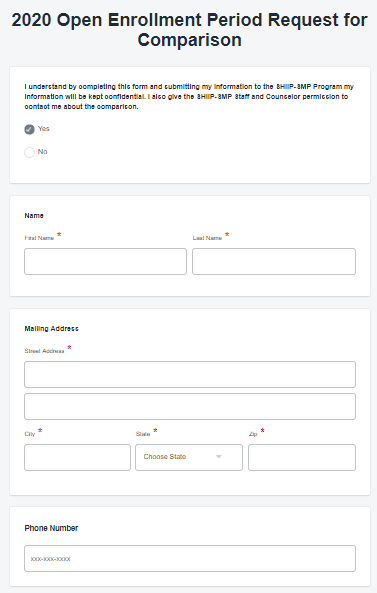 2020 Open Enrollment Period Request for
Comparison
I understand by completing this form and submitting my information to the SHIIP-SMP Program my
information will be kept confidential. I also give the SHIIP-SMP Staff and Counselor permission to
contact me about the comparison.
Yes
No
Name
First Name * Last Name *
Mailing Address
Street Address *
City * State * Zip *
Choose State
Phone Number
xxx-xxx-xxxx